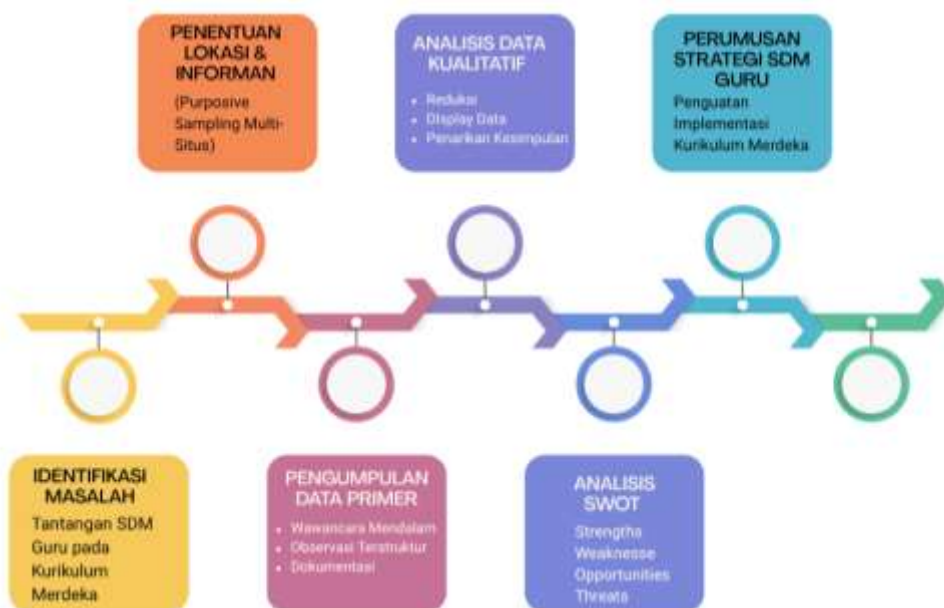 PENENTUAN
LOKASI &
INFORMAN
(Purposive
Sampling Multi-
Situs)
ANALISIS DATA
KUALITATIF
• Reduksi
• Display Data
• Penarikan Kesimpulan
PERUMUSAN
STRATEGI SDM
GURU
Penguatan
Implementasi
Kurikulum Merdeka
IDENTIFIKASI
MASALAH
Tantangan SDM
Guru pada
Kurikulum
Merdeka
PENGUMPULAN
DATA PRIMER
• Wawancara Mendalam
• Observasi Terstruktur
• Dokumentasi
ANALISIS
SWOT
Strengths
Weaknesse
Opportunities
Threats